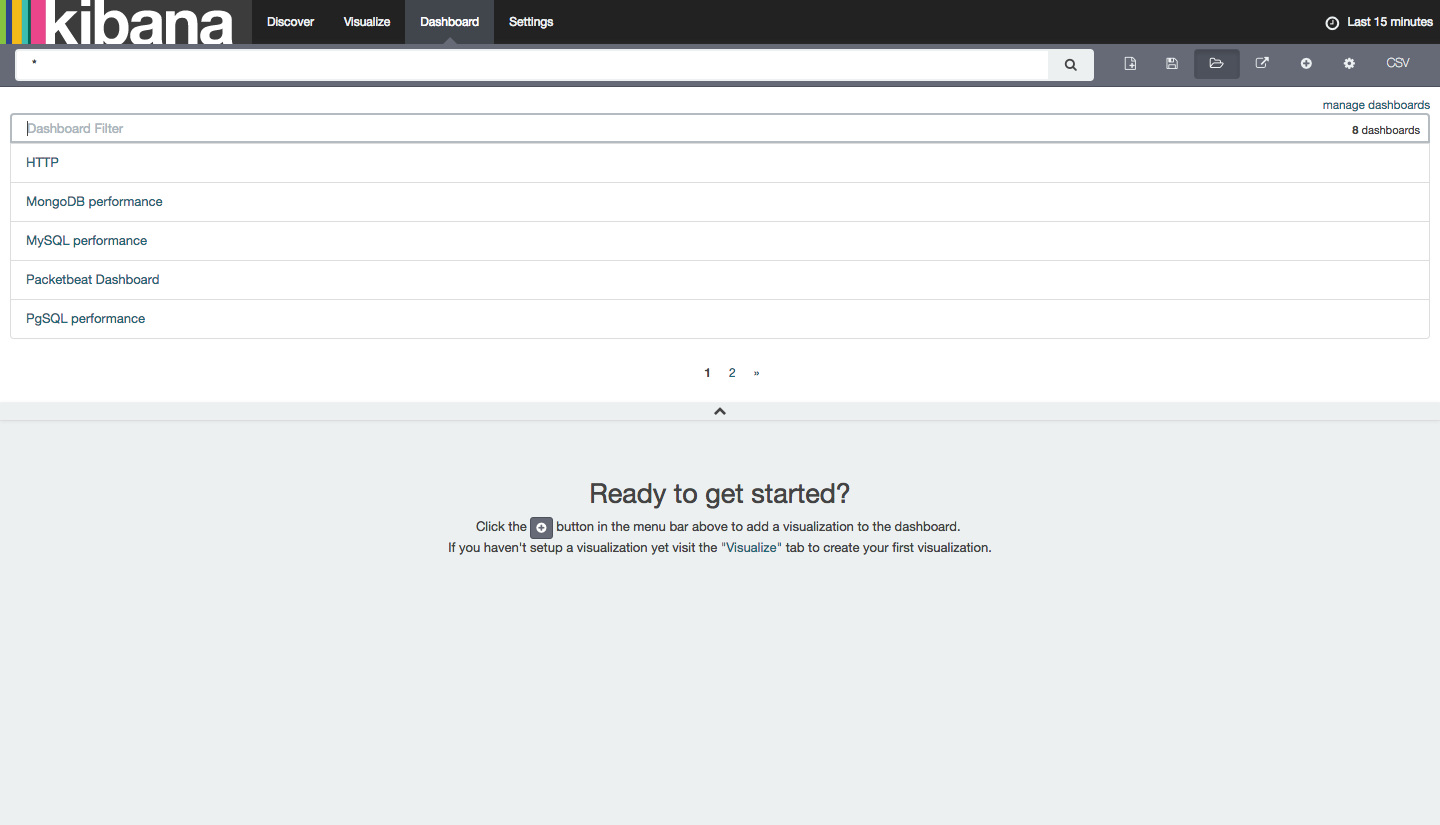 kibana Discover Visualize Dashboard Settings Last 15 minutes
* CSV
manage dashboards
Dashboard Filter 8 dashboards
HTTP
MongoDB performance
MySQL performance
Packetbeat Dashboard
PgSQL performance
1 2 »
Ready to get started?
Click the button in the menu bar above to add a visualization to the dashboard.
If you haven't setup a visualization yet visit the "Visualize" tab to create your first visualization.